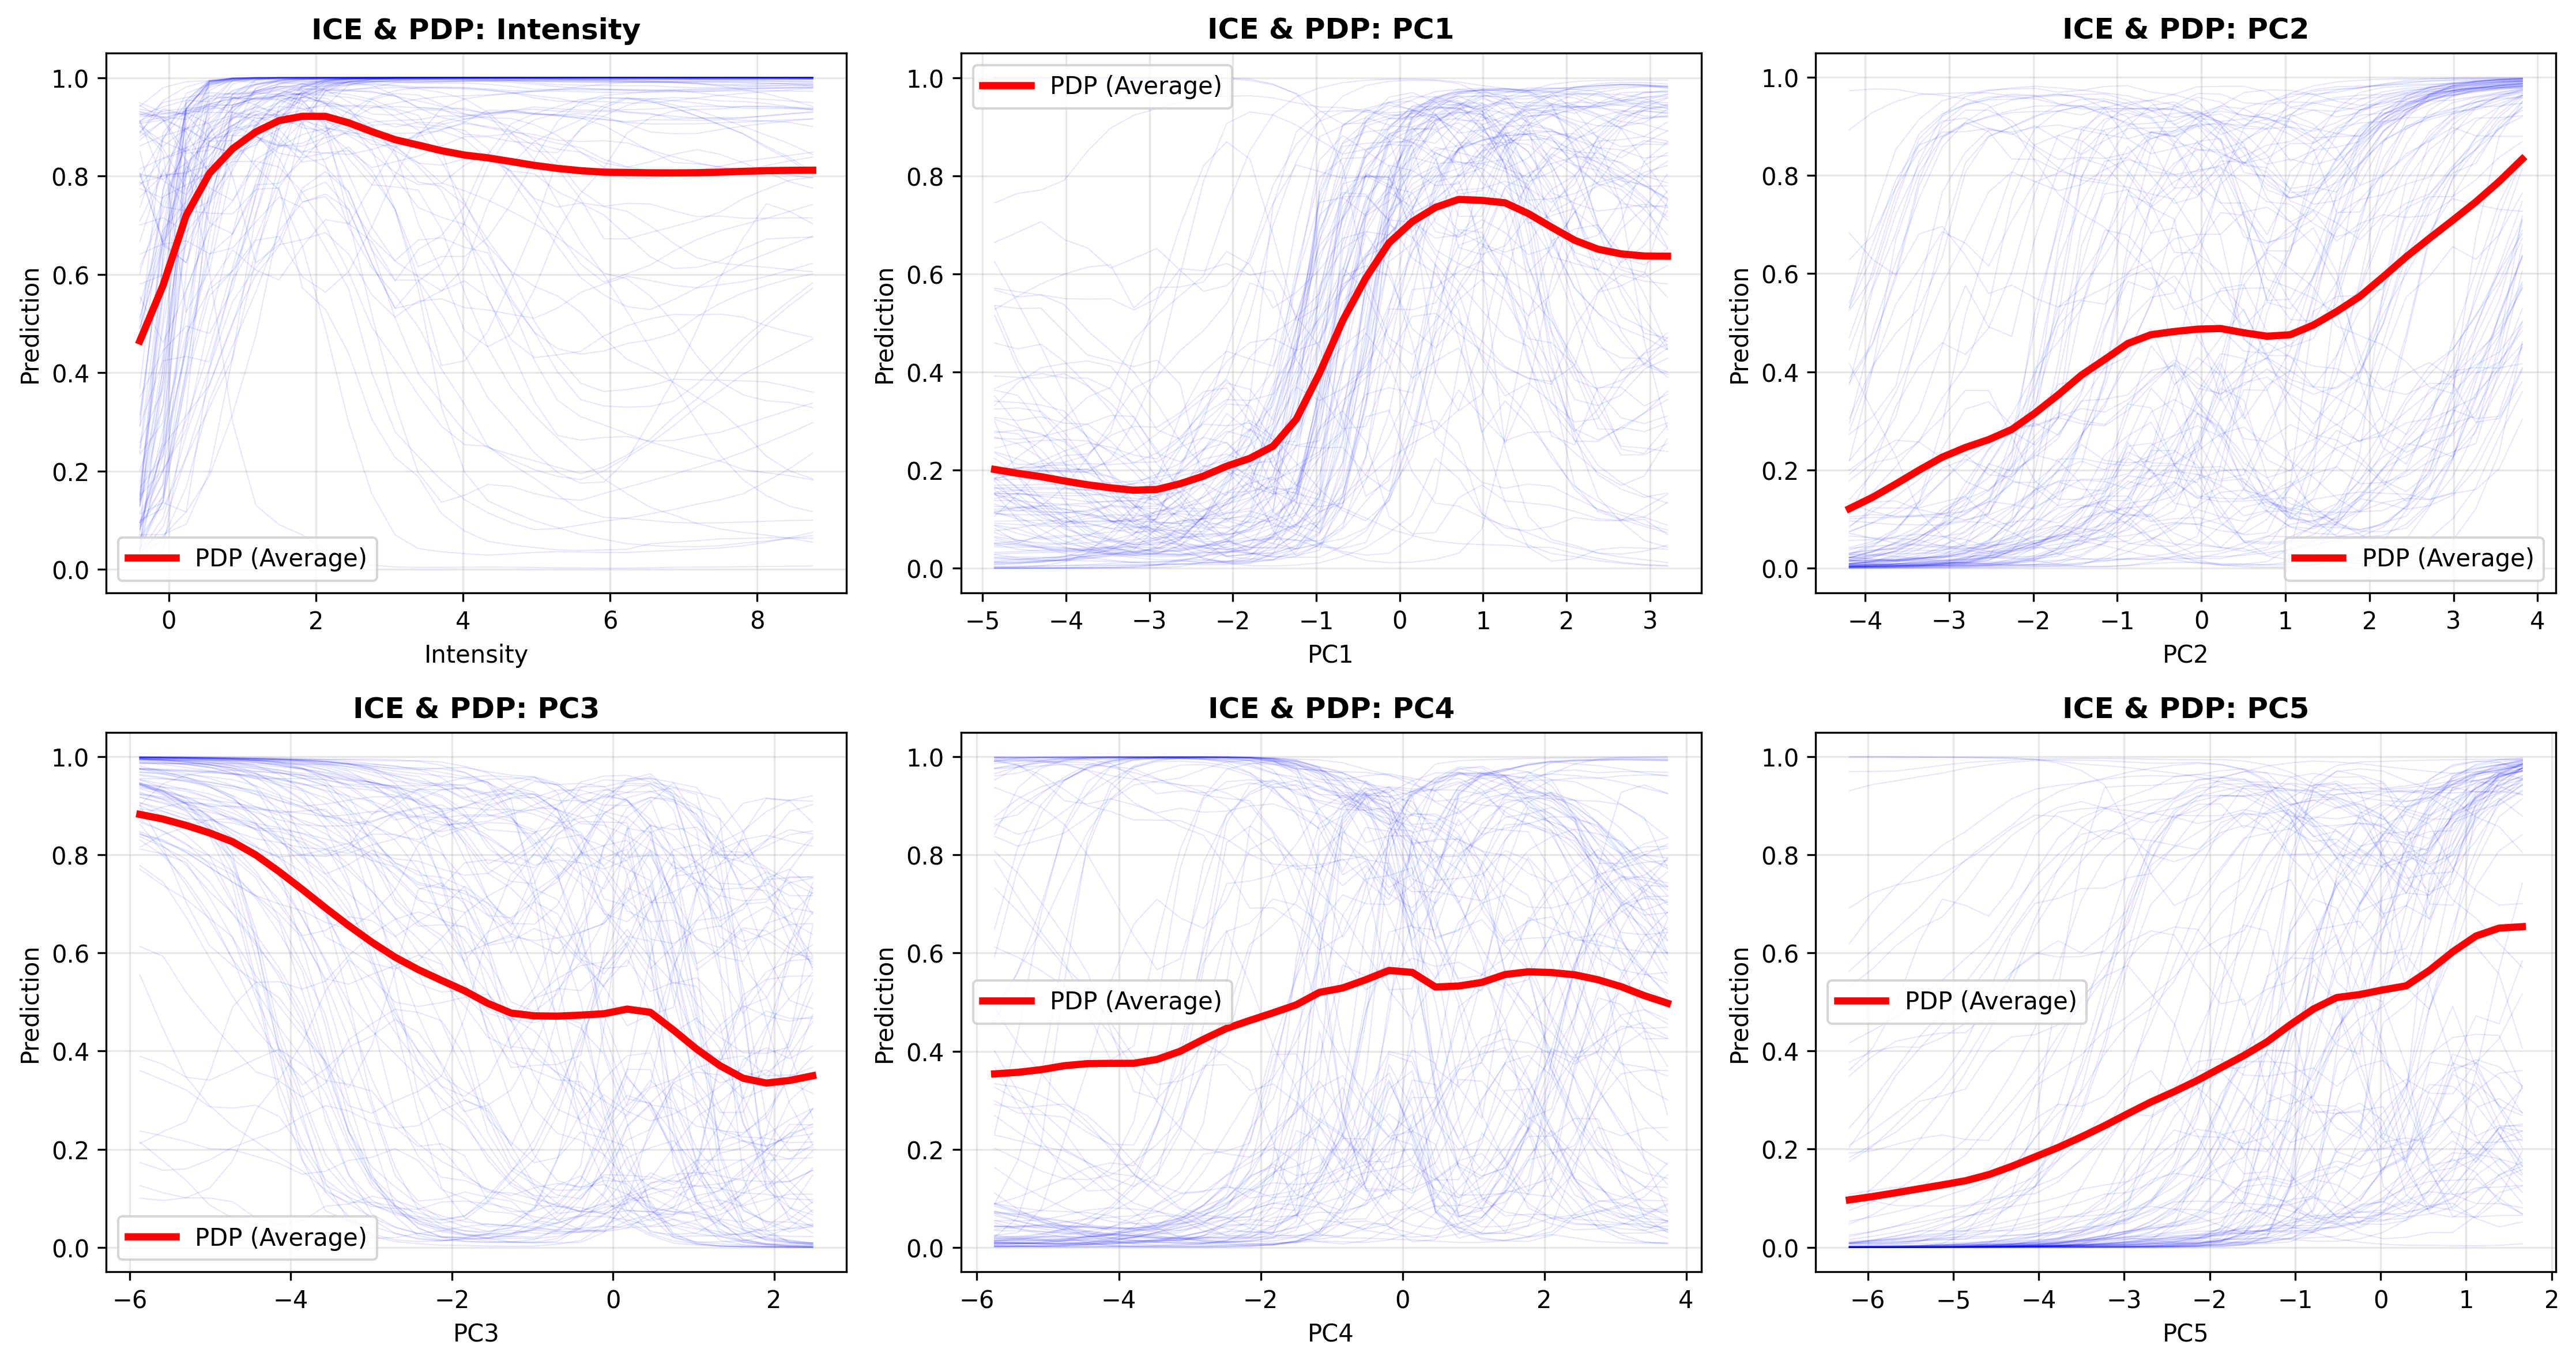 ICE & PDP: Intensity
1.0
0.8
0.6
0.4
0.2
0.0
Prediction
PDP (Average)
0 2 4 6 8
Intensity
ICE & PDP: PC1
1.0
0.8
0.6
0.4
0.2
0.0
Prediction
PDP (Average)
−5 −4 −3 −2 −1 0 1 2 3
PC1
ICE & PDP: PC2
1.0
0.8
0.6
0.4
0.2
0.0
Prediction
PDP (Average)
−4 −3 −2 −1 0 1 2 3 4
PC2
ICE & PDP: PC3
1.0
0.8
0.6
0.4
0.2
0.0
Prediction
PDP (Average)
−6 −4 −2 0 2
PC3
ICE & PDP: PC4
1.0
0.8
0.6
0.4
0.2
0.0
Prediction
PDP (Average)
−6 −4 −2 0 2 4
PC4
ICE & PDP: PC5
1.0
0.8
0.6
0.4
0.2
0.0
Prediction
PDP (Average)
−6 −5 −4 −3 −2 −1 0 1 2
PC5